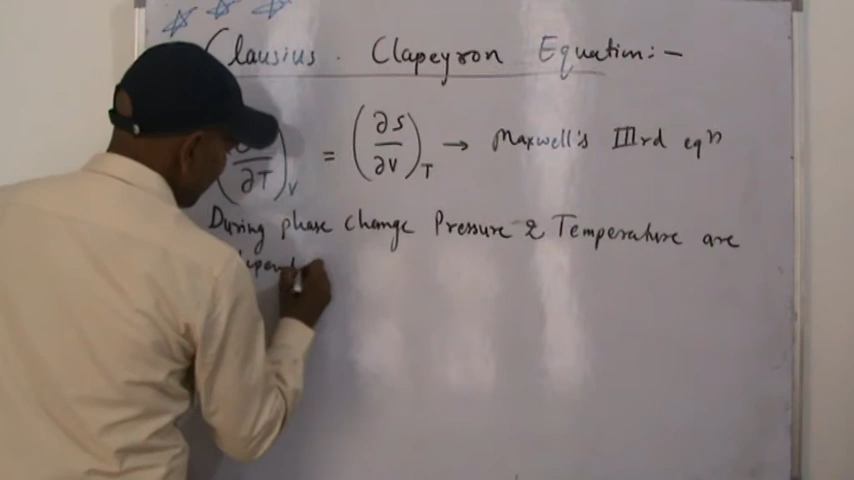 Clausius - Clapeyron Equation:-
∂T)V = (∂S/∂V)T → Maxwell's IIIrd eqn
During phase change Pressure & Temperature are